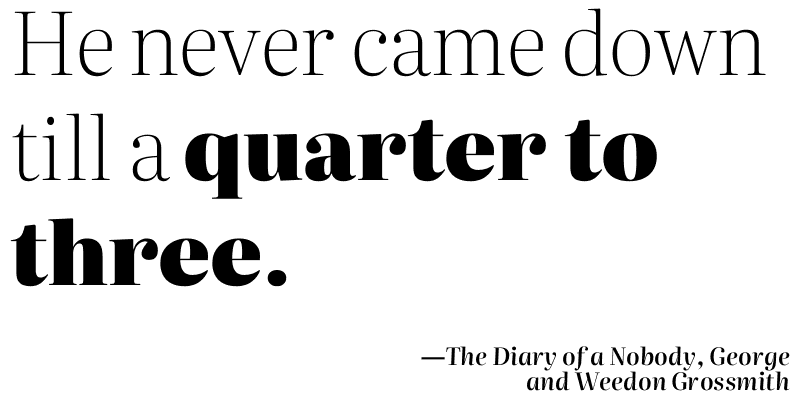 He never came down
till a quarter to
three.
—The Diary of a Nobody, George
and Weedon Grossmith